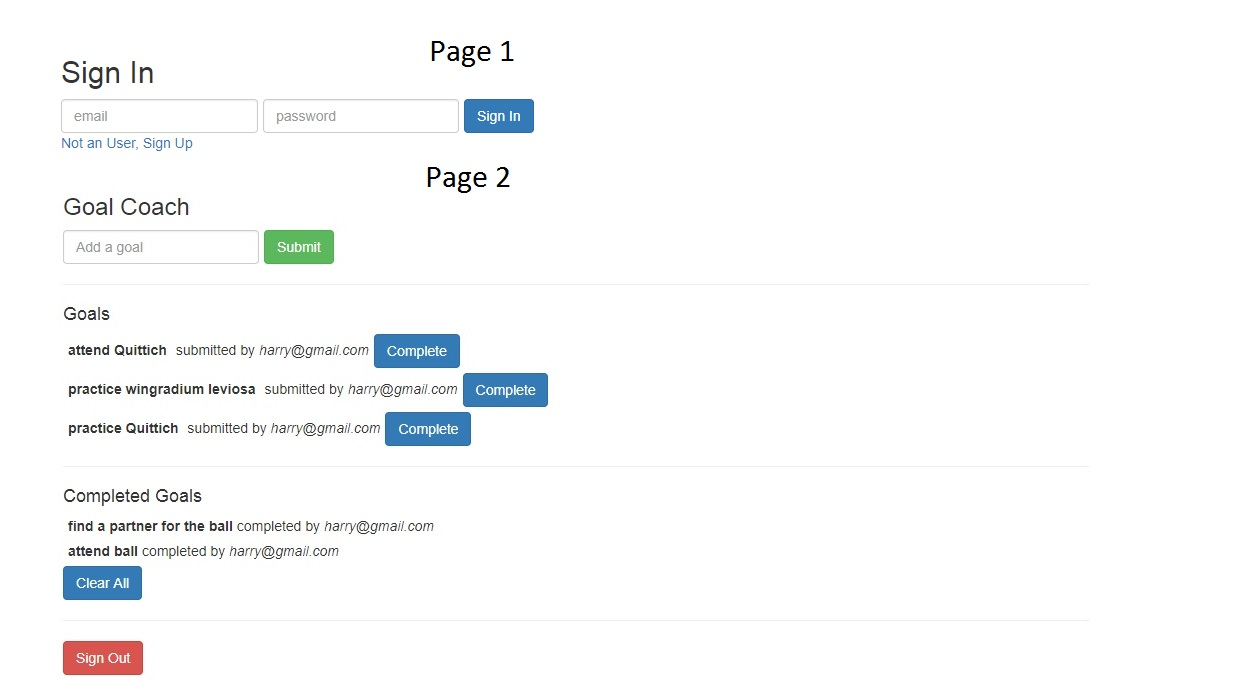 Page 1
Sign In
email password Sign In
Not an User, Sign Up
Page 2
Goal Coach
Add a goal Submit
Goals
attend Quittich submitted by harry@gmail.com Complete
practice wingradium leviosa submitted by harry@gmail.com Complete
practice Quittich submitted by harry@gmail.com Complete
Completed Goals
find a partner for the ball completed by harry@gmail.com
attend ball completed by harry@gmail.com
Clear All
Sign Out